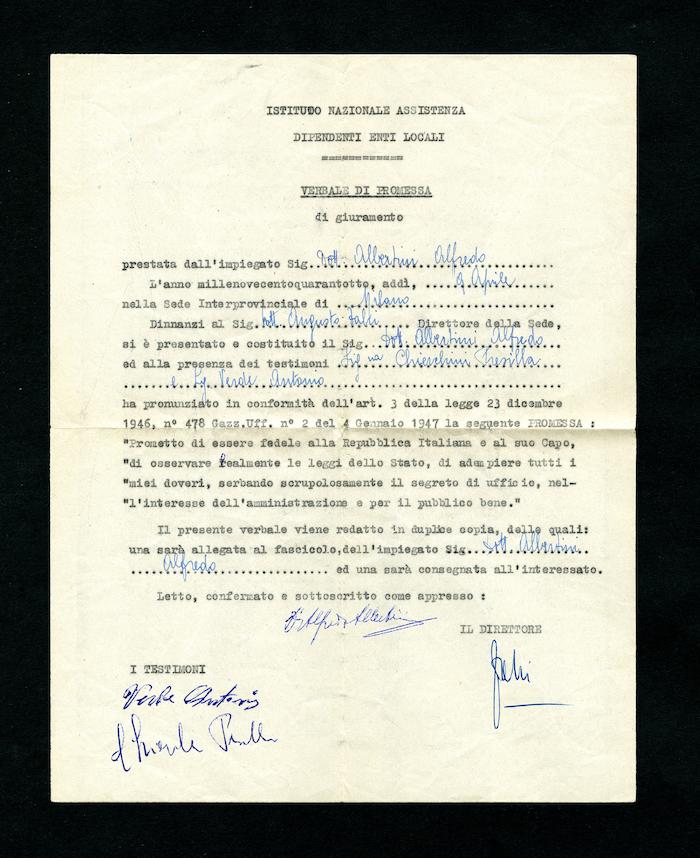 ISTITUTO NAZIONALE ASSISTENZA
DIPENDENTI ENTI LOCALI
VERBALE DI PROMESSA
di giuramento
prestata dall'impiegato Sig. Dott. Albertini Alfredo
L'anno millenovecentoquarantotto, addì, 9 Aprile
nella Sede Interprovinciale di Milano
Dinnanzi al Sig. Dott. Augusto Direttore della Sede,
si è presentato e costituito il Sig. Dott. Albertini Alfredo
ed alla presenza dei testimoni Sig.na
e Sig. Verde Antonio
ha pronunziato in conformità dell'art. 3 della legge 23 dicembre
1946, n° 478 Gazz.Uff. n° 2 del 4 Gennaio 1947 la seguente PROMESSA :
"Prometto di essere fedele alla Repubblica Italiana e al suo Capo,
"di osservare lealmente le leggi dello Stato, di adempiere tutti i
"miei doveri, serbando scrupolosamente il segreto di ufficio, nel-
"l'interesse dell'amministrazione e per il pubblico bene."
Il presente verbale viene redatto in duplice copia, delle quali:
una sarà allegata al fascicolo dell'impiegato Sig. Dott. Albertini
Alfredo ed una sarà consegnata all'interessato.
Letto, confermato e sottoscritto come appresso :
Dr Alfredo Albertini
IL DIRETTORE
I TESTIMONI
Verde Antonio